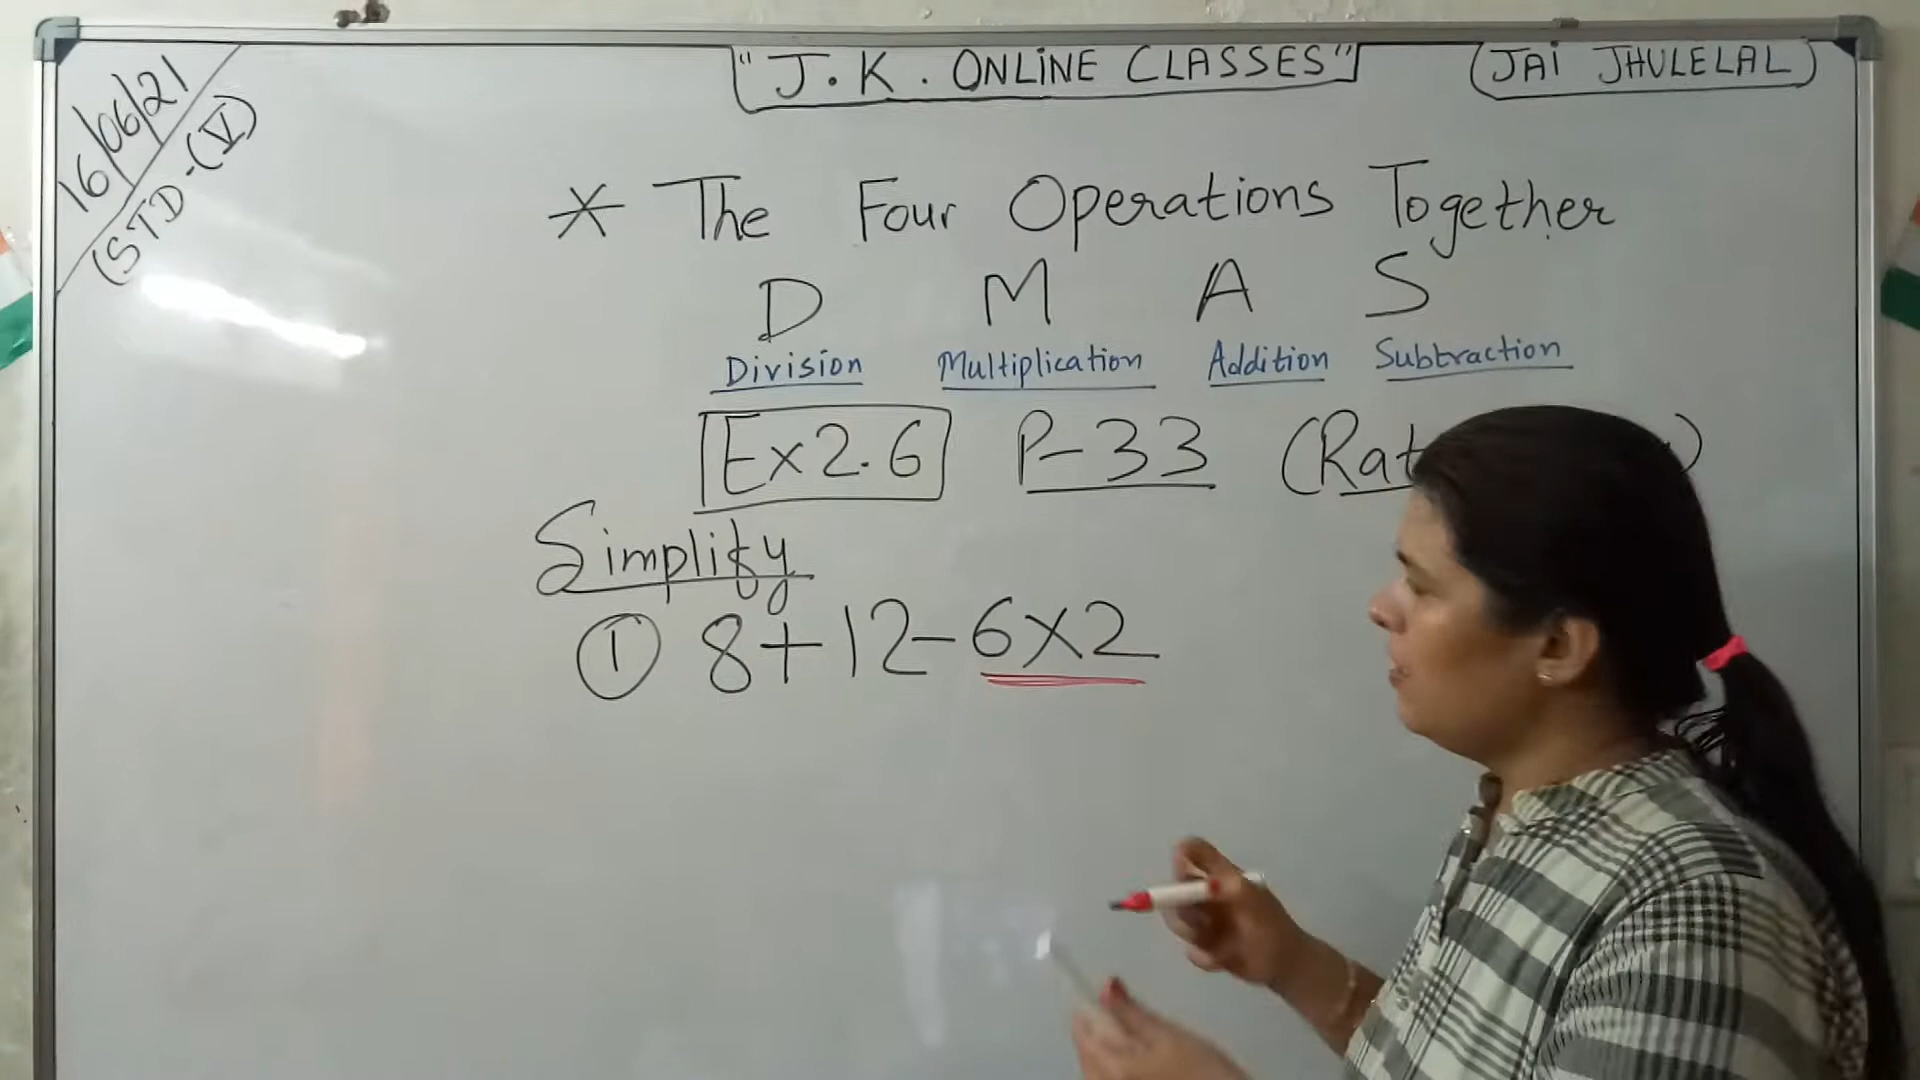 16/06/21
(STD-(V)
"J.K. ONLINE CLASSES"
(JAI JHULELAL)
* The Four Operations Together
D M A S
Division Multiplication Addition Subtraction
Ex 2.6 P-33
Simplify
① 8+12-6×2